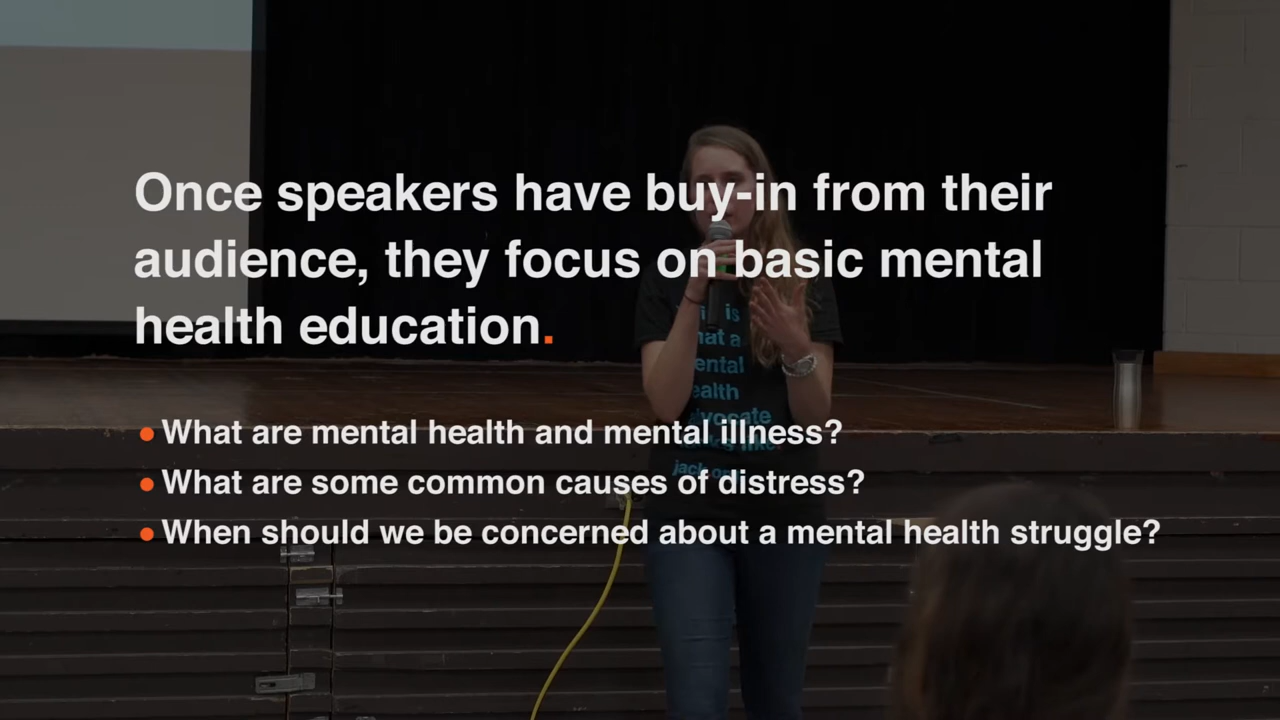 Once speakers have buy-in from their
audience, they focus on basic mental
health education.
What are mental health and mental illness?
What are some common causes of distress?
When should we be concerned about a mental health struggle?
is
a
health